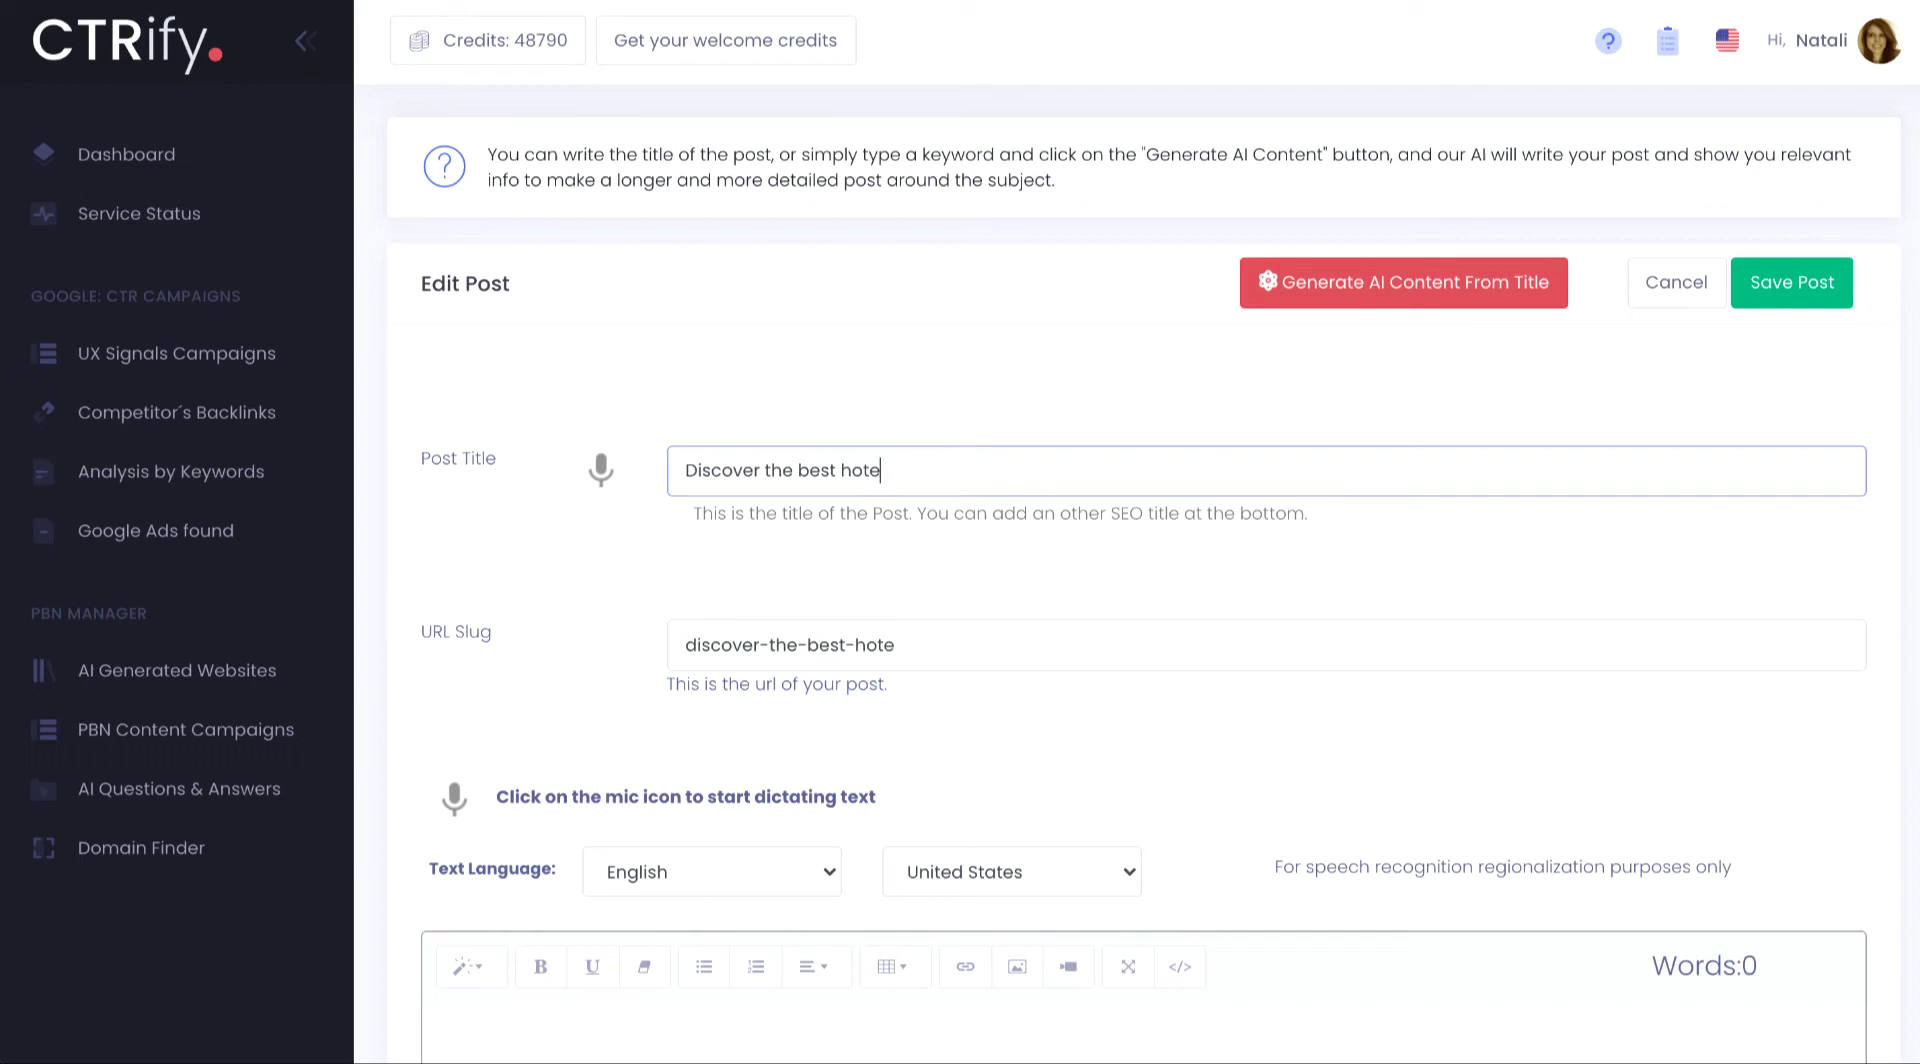 CTRify.
Credits: 48790
Get your welcome credits
?
Hi, Natali
Dashboard
Service Status
GOOGLE: CTR CAMPAIGNS
UX Signals Campaigns
Competitor´s Backlinks
Analysis by Keywords
Google Ads found
PBN MANAGER
AI Generated Websites
PBN Content Campaigns
AI Questions & Answers
Domain Finder
?
You can write the title of the post, or simply type a keyword and click on the "Generate AI Content" button, and our AI will write your post and show you relevant
info to make a longer and more detailed post around the subject.
Edit Post
Generate AI Content From Title
Cancel
Save Post
Post Title
Discover the best hote
This is the title of the Post. You can add an other SEO title at the bottom.
URL Slug
discover-the-best-hote
This is the url of your post.
Click on the mic icon to start dictating text
Text Language:
English
United States
For speech recognition regionalization purposes only
B
U
</>
Words:0